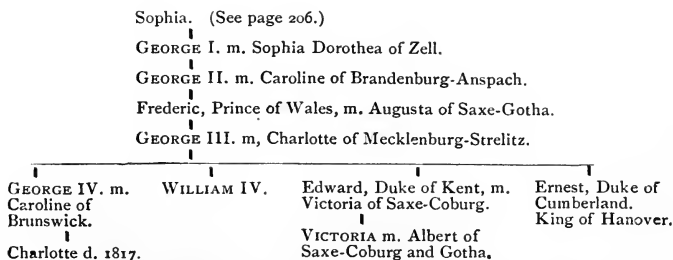 Sophia. (See page 206.)
GEORGE I. m. Sophia Dorothea of Zell.
GEORGE II. m. Caroline of Brandenburg-Anspach.
Frederic, Prince of Wales, m. Augusta of Saxe-Gotha.
GEORGE III. m, Charlotte of Mecklenburg-Strelitz.
GEORGE IV. m.
Caroline of
Brunswick.
Charlotte d. 1817.
WILLIAM IV.
Edward, Duke of Kent, m.
Victoria of Saxe-Coburg.
VICTORIA m. Albert of
Saxe-Coburg and Gotha.
Ernest, Duke of
Cumberland.
King of Hanover.